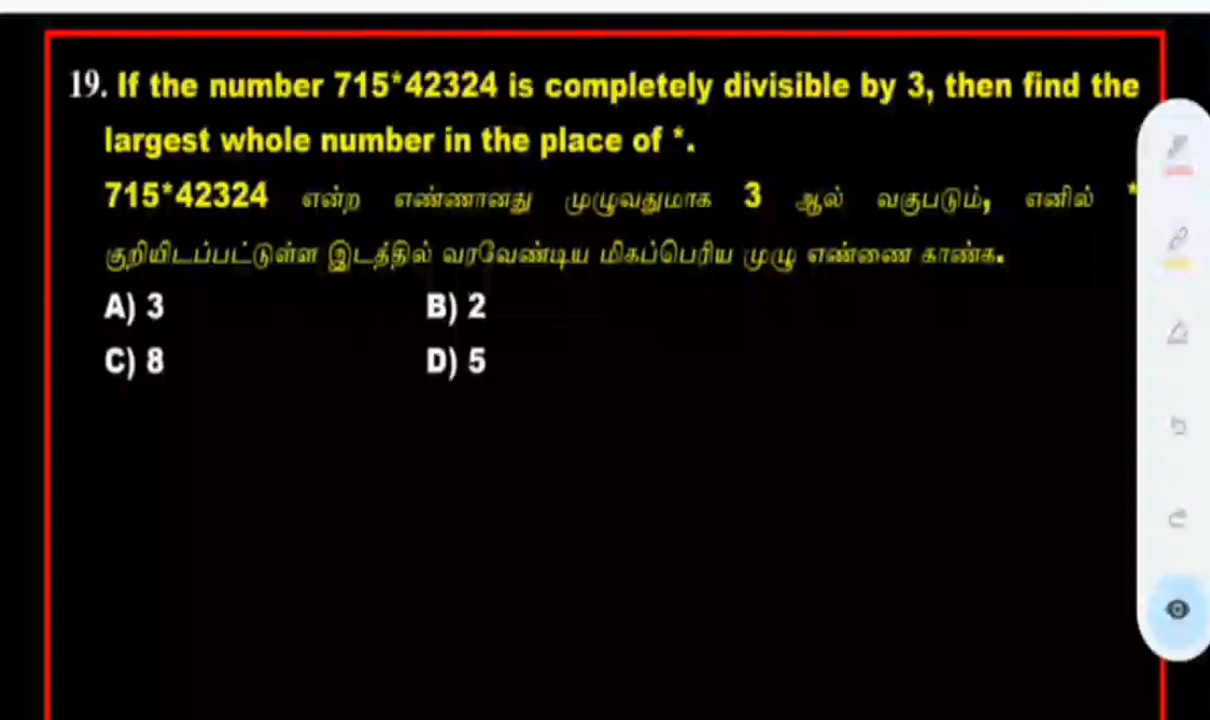 19. If the number 715*42324 is completely divisible by 3, then find the
largest whole number in the place of *.
715*42324 என்ற எண்ணானது முழுவதுமாக 3 ஆல் வகுபடும், எனில் *
குறியிடப்பட்டுள்ள இடத்தில் வரவேண்டிய மிகப்பெரிய முழு எண்ணை காண்க.
A) 3 B) 2
C) 8 D) 5